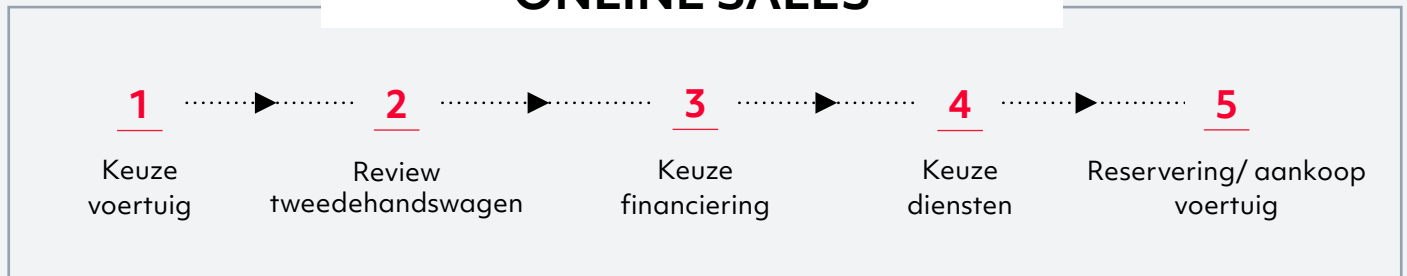 ONLINE SALES
1 2 3 4 5
Keuze Review Keuze Keuze Reservering/ aankoop
voertuig tweedehandswagen financiering diensten voertuig